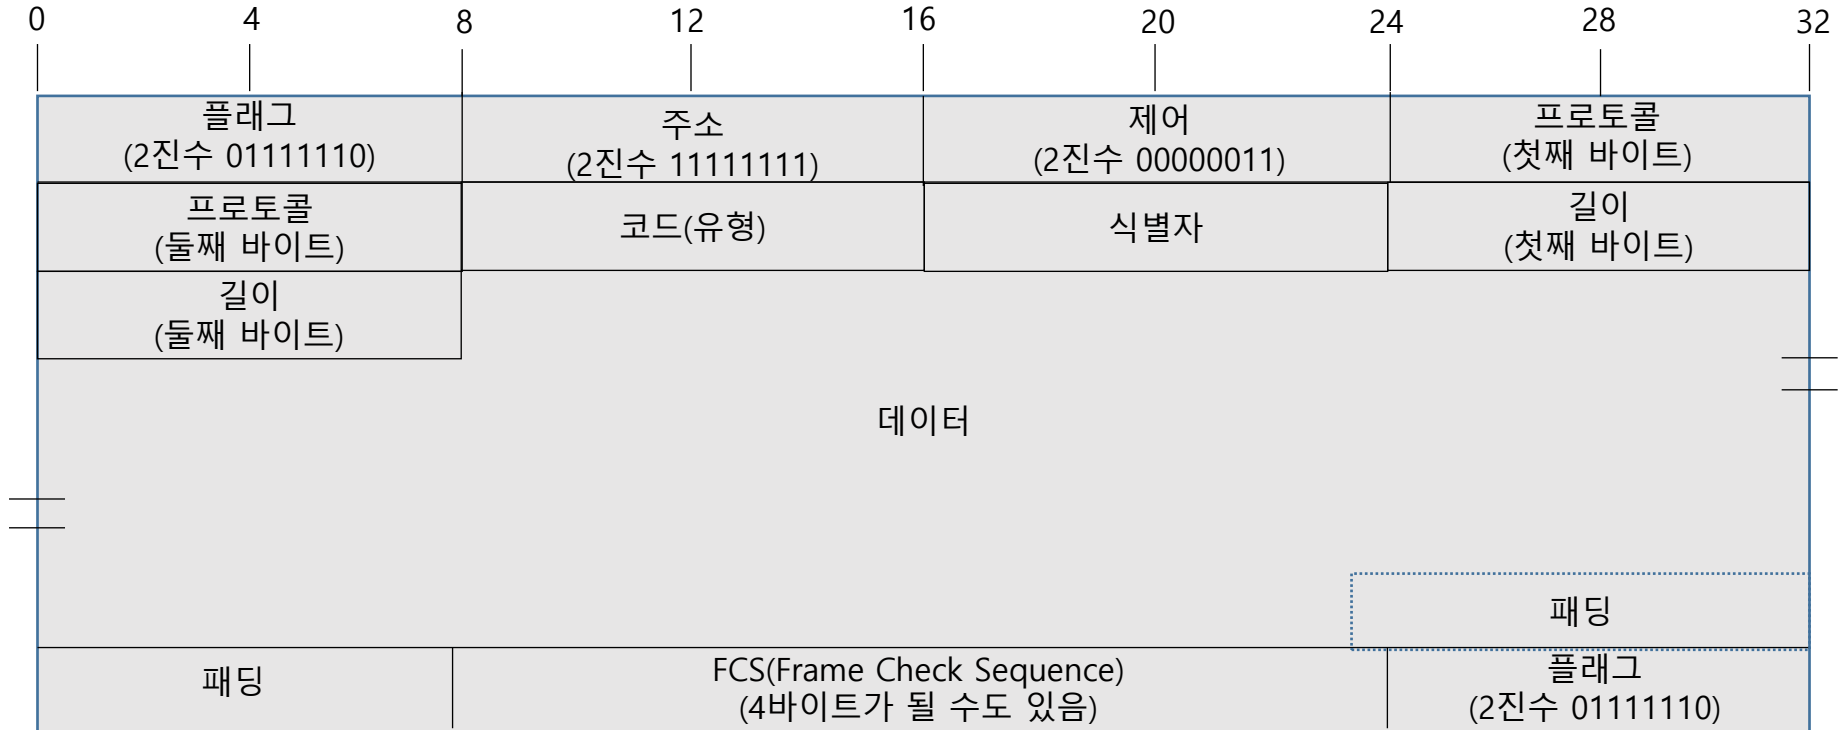 0 4 8 12 16 20 24 28 32
플래그
(2진수 01111110)
주소
(2진수 11111111)
제어
(2진수 00000011)
프로토콜
(첫째 바이트)
프로토콜
(둘째 바이트)
코드(유형)
식별자
길이
(첫째 바이트)
길이
(둘째 바이트)
데이터
패딩
패딩
FCS(Frame Check Sequence)
(4바이트가 될 수도 있음)
플래그
(2진수 01111110)